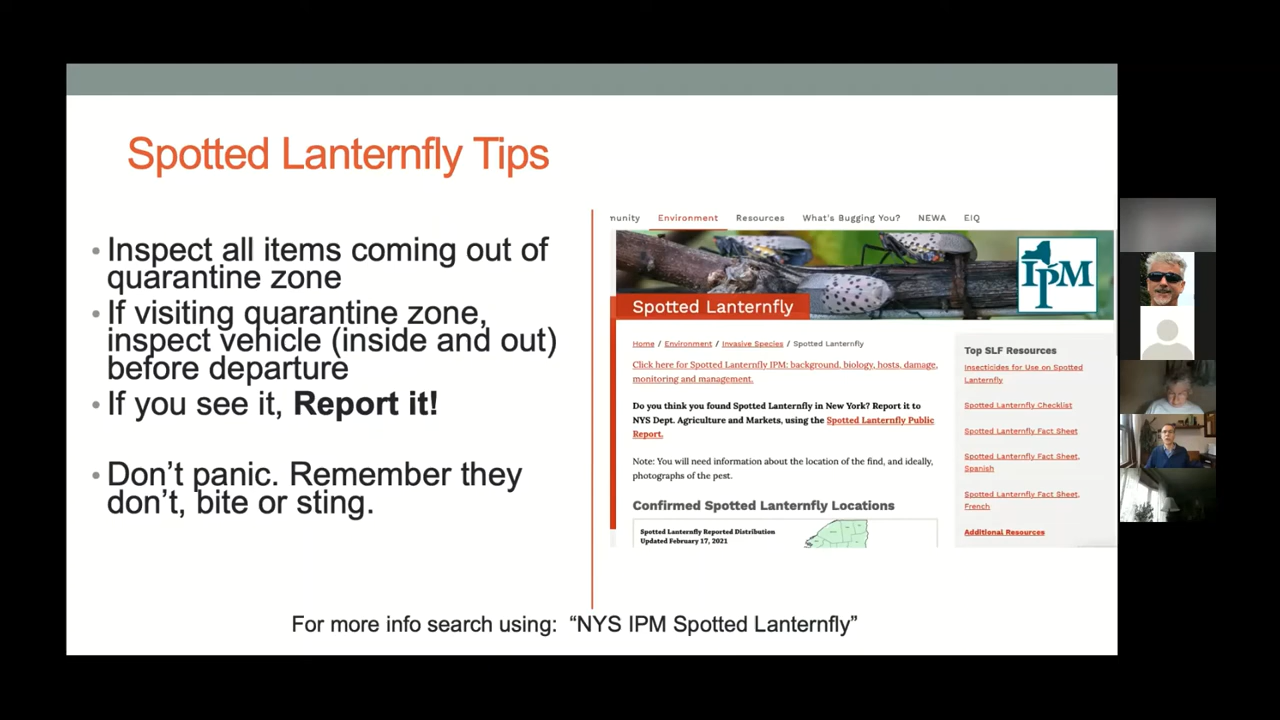 Spotted Lanternfly Tips
• Inspect all items coming out of
quarantine zone
• If visiting quarantine zone,
inspect vehicle (inside and out)
before departure
• If you see it, Report it!
• Don’t panic. Remember they
don’t, bite or sting.
munity Environment Resources What's Bugging You? NEWA EIQ
IPM
Spotted Lanternfly
Home / Environment / Invasive Species / Spotted Lanternfly
Click here for Spotted Lanternfly IPM: background, biology, hosts, damage,
monitoring and management.
Do you think you found Spotted Lanternfly in New York? Report it to
NYS Dept. Agriculture and Markets, using the Spotted Lanternfly Public
Report.
Note: You will need information about the location of the find, and ideally,
photographs of the pest.
Confirmed Spotted Lanternfly Locations
Spotted Lanternfly Reported Distribution
Updated February 17, 2021
Top SLF Resources
Insecticides for Use on Spotted
Lanternfly
Spotted Lanternfly Checklist
Spotted Lanternfly Fact Sheet
Spotted Lanternfly Fact Sheet,
Spanish
Spotted Lanternfly Fact Sheet,
French
Additional Resources
For more info search using: “NYS IPM Spotted Lanternfly”